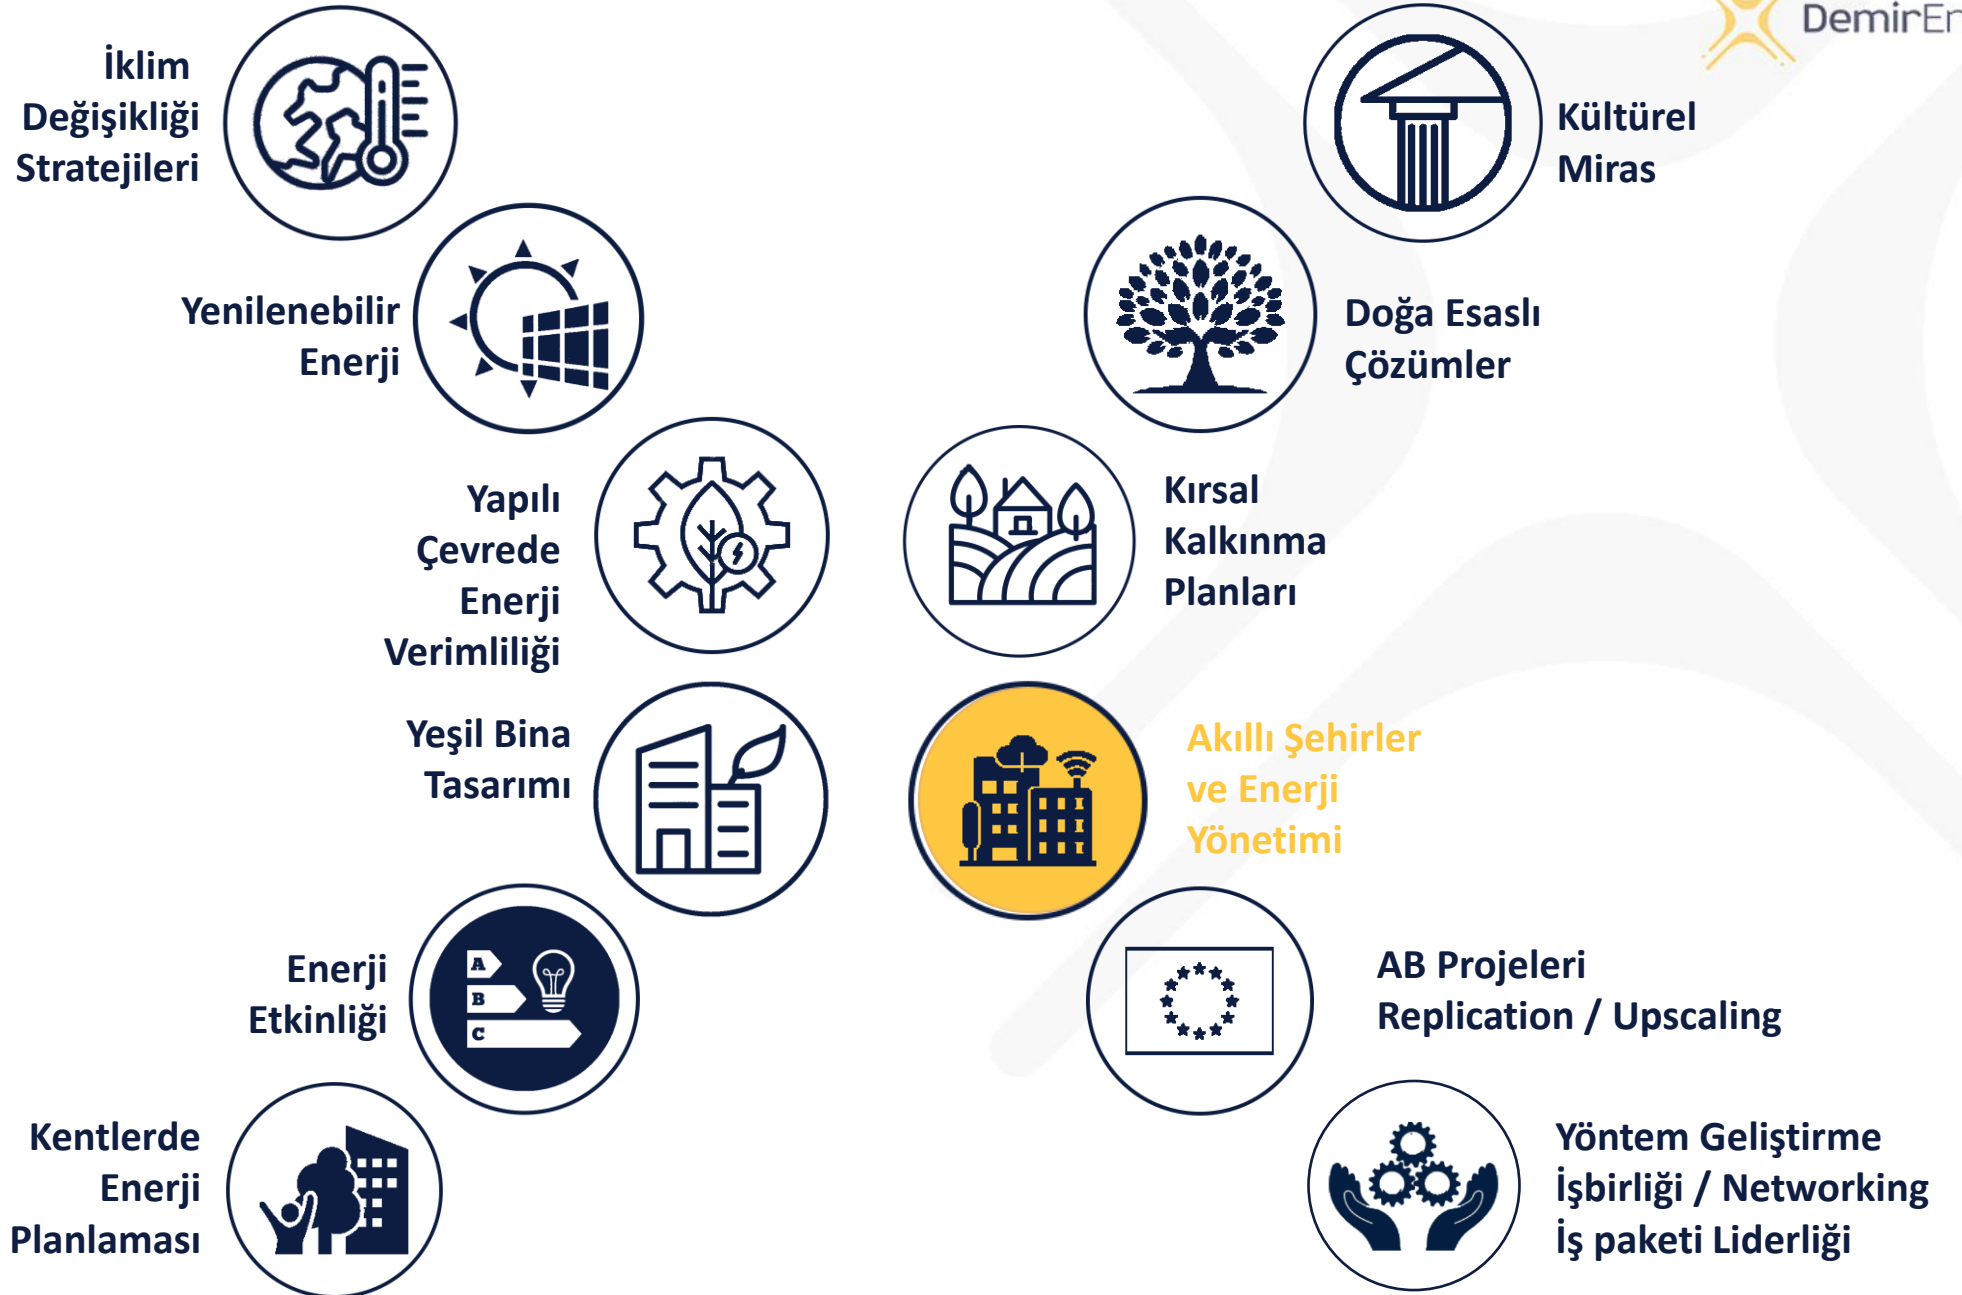 DemirEn
İklim
Değişikliği
Stratejileri
Kültürel
Miras
Yenilenebilir
Enerji
Doğa Esaslı
Çözümler
Yapılı
Çevrede
Enerji
Verimliliği
Kırsal
Kalkınma
Planları
Yeşil Bina
Tasarımı
Akıllı Şehirler
ve Enerji
Yönetimi
Enerji
Etkinliği
A
B
C
AB Projeleri
Replication / Upscaling
Kentlerde
Enerji
Planlaması
Yöntem Geliştirme
İşbirliği / Networking
İş paketi Liderliği